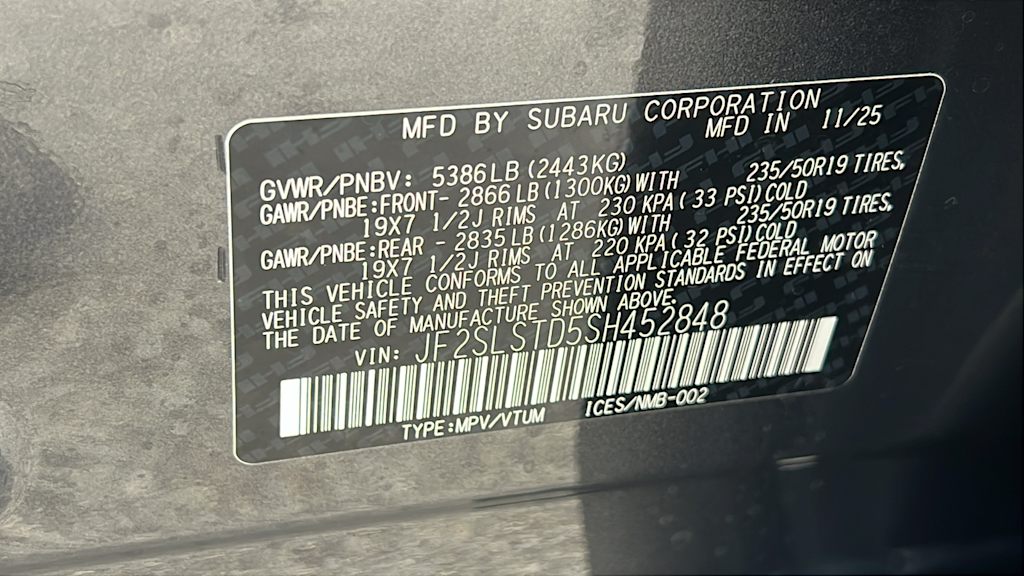 MFD BY SUBARU CORPORATION
MFD IN 11/25
GVWR/PNBV: 5386LB (2443KG)
GAWR/PNBE:FRONT- 2866LB (1300KG)WITH 235/50R19 TIRES,
19X7 1/2J RIMS AT 230 KPA( 33 PSI)COLD
GAWR/PNBE:REAR - 2835LB (1286KG)WITH 235/50R19 TIRES,
19X7 1/2J RIMS AT 220 KPA( 32 PSI)COLD
THIS VEHICLE CONFORMS TO ALL APPLICABLE FEDERAL MOTOR
VEHICLE SAFETY AND THEFT PREVENTION STANDARDS IN EFFECT ON
THE DATE OF MANUFACTURE SHOWN ABOVE.
VIN: JF2SLSTD5SH452848
TYPE:MPV/VTUM ICES/NMB-002